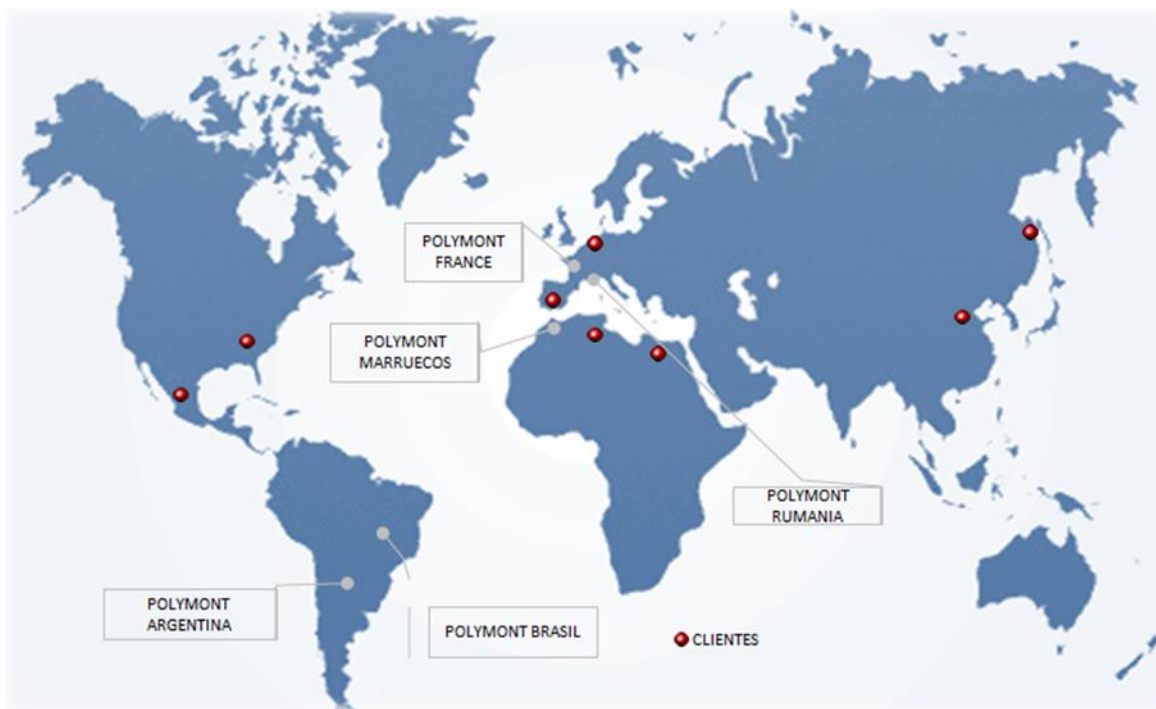 POLYMONT
FRANCE
POLYMONT
MARRUECOS
POLYMONT
RUMANIA
POLYMONT
ARGENTINA
POLYMONT BRASIL
CLIENTES